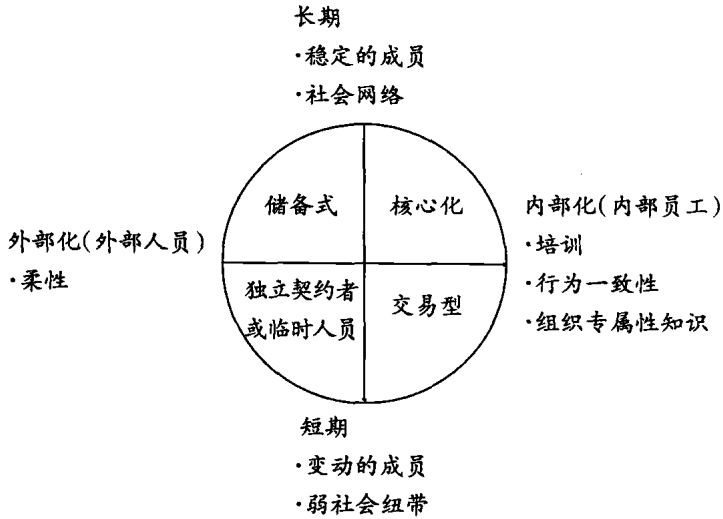 长期
·稳定的成员
·社会网络
储备式
核心化
外部化(外部人员)
·柔性
内部化(内部员工)
·培训
·行为一致性
·组织专属性知识
独立契约者
或临时人员
交易型
短期
·变动的成员
·弱社会纽带